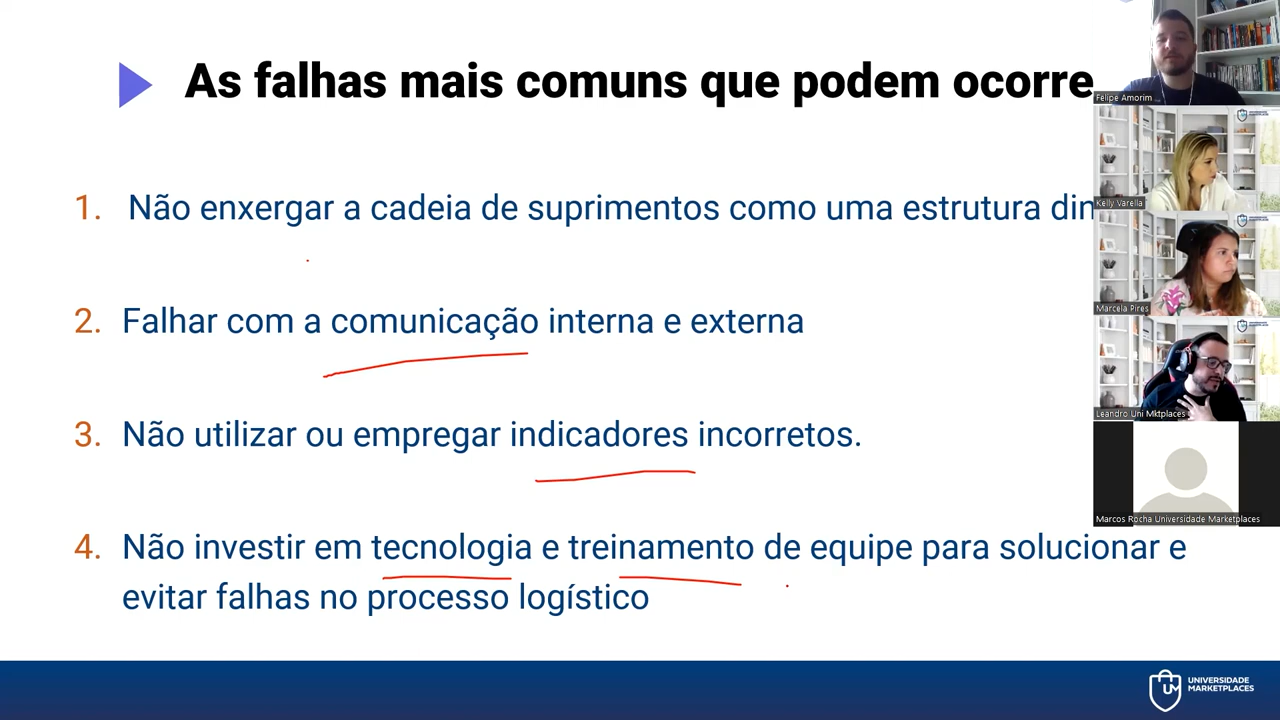 As falhas mais comuns que podem ocorre
1. Não enxergar a cadeia de suprimentos como uma estrutura din
2. Falhar com a comunicação interna e externa
3. Não utilizar ou empregar indicadores incorretos.
4. Não investir em tecnologia e treinamento de equipe para solucionar e
evitar falhas no processo logístico
Felipe Amorim
Kelly Varella
Marcela Pires
Leandro Uni Mktplaces
Marcos Rocha Universidade Marketplaces
UM
UNIVERSIDADE
MARKETPLACES